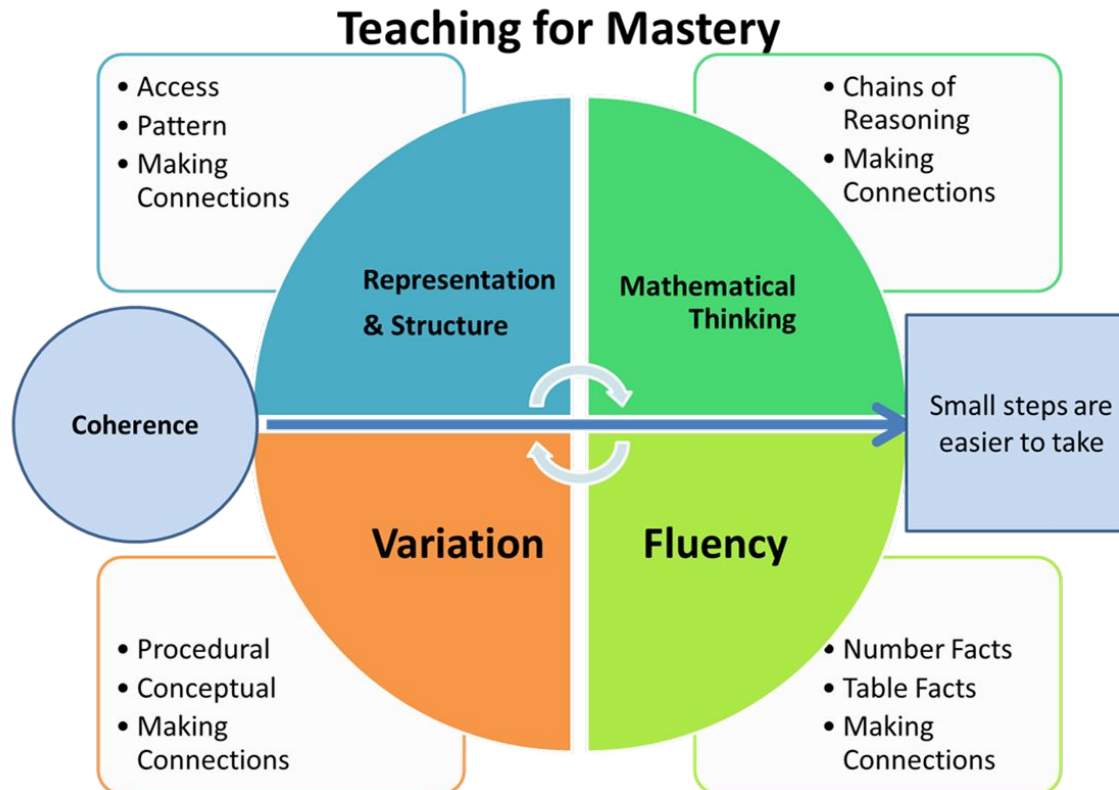 Teaching for Mastery
• Access
• Pattern
• Making
Connections
• Chains of
Reasoning
• Making
Connections
Representation
& Structure
Mathematical
Thinking
Coherence
Small steps are
easier to take
Variation
Fluency
• Procedural
• Conceptual
• Making
Connections
• Number Facts
• Table Facts
• Making
Connections